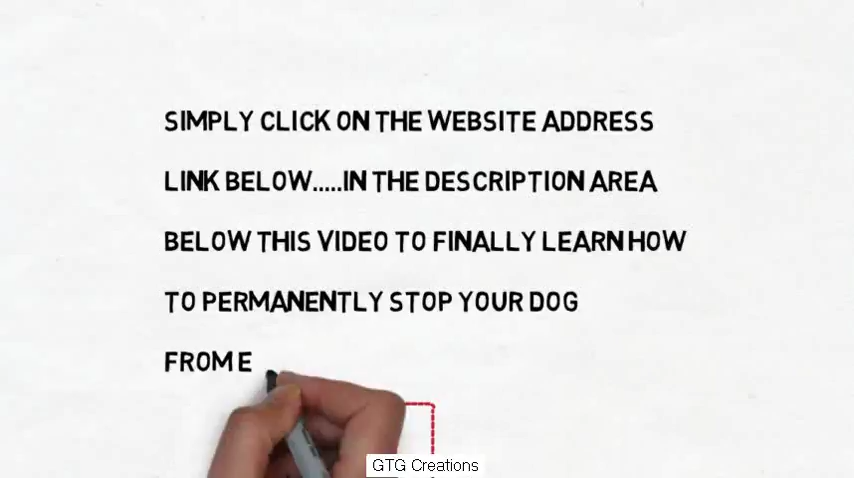 SIMPLY CLICK ON THE WEBSITE ADDRESS
LINK BELOW.....IN THE DESCRIPTION AREA
BELOW THIS VIDEO TO FINALLY LEARN HOW
TO PERMANENTLY STOP YOUR DOG
FROM E
GTG Creations